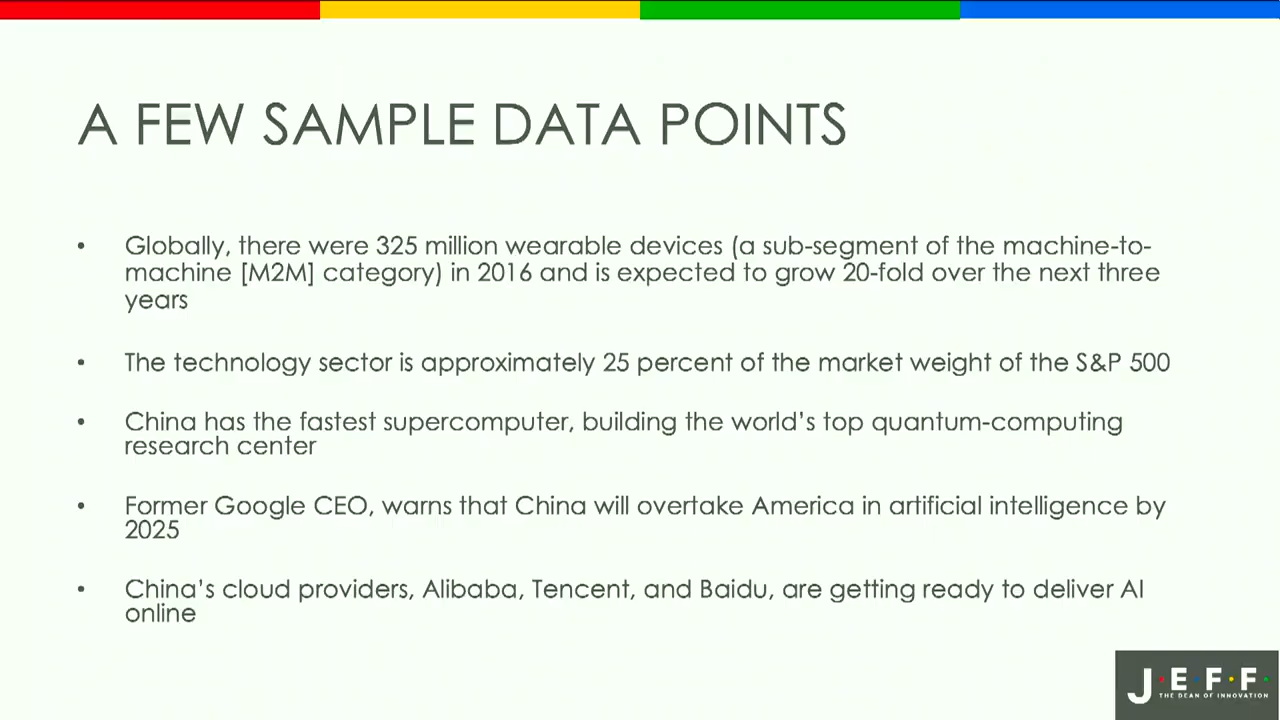 A FEW SAMPLE DATA POINTS
• Globally, there were 325 million wearable devices (a sub-segment of the machine-to-
machine [M2M] category) in 2016 and is expected to grow 20-fold over the next three
years
• The technology sector is approximately 25 percent of the market weight of the S&P 500
• China has the fastest supercomputer, building the world's top quantum-computing
research center
• Former Google CEO, warns that China will overtake America in artificial intelligence by
2025
• China's cloud providers, Alibaba, Tencent, and Baidu, are getting ready to deliver AI
online
J•E•F•F•
THE DEAN OF INNOVATION